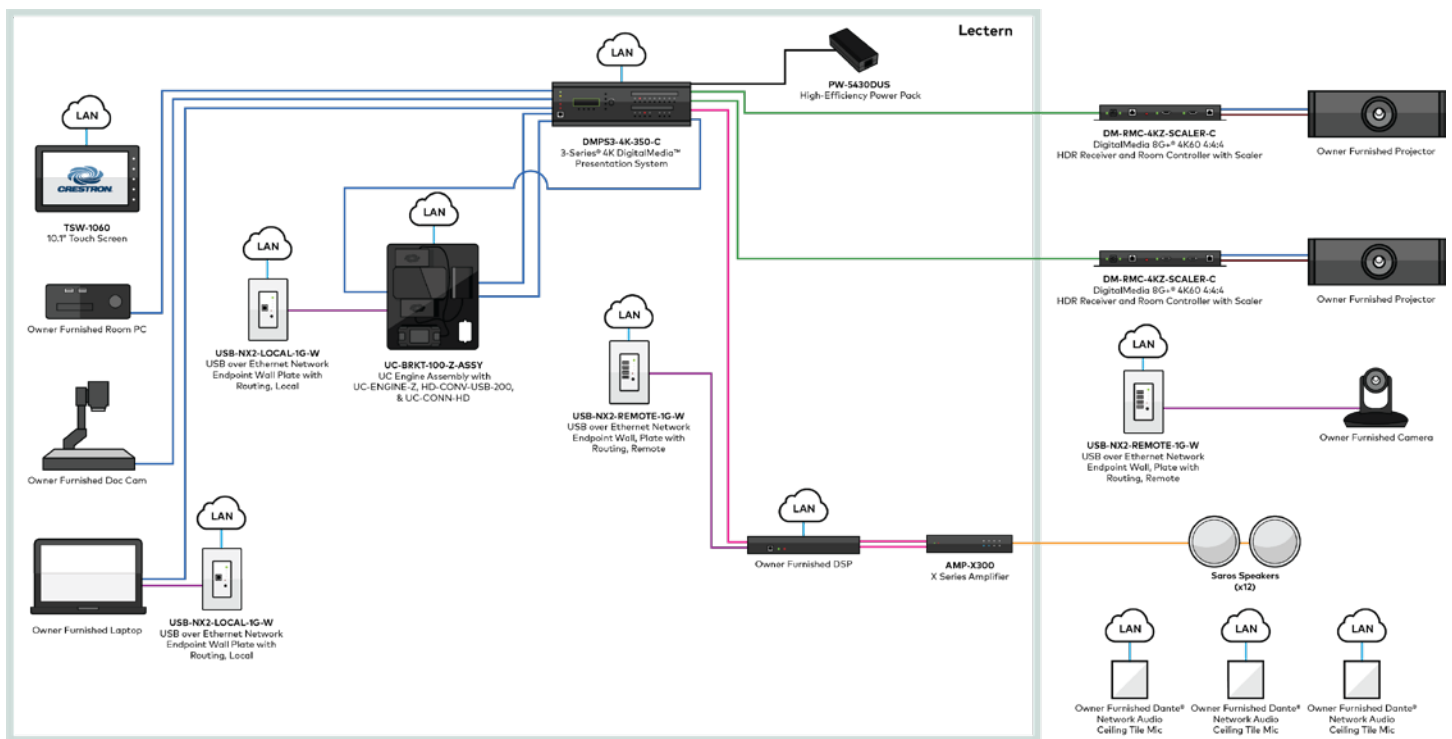 Lectern
LAN
PW-5430DUS
High-Efficiency Power Pack
LAN
DMPS3-4K-350-C
3-Series® 4K DigitalMedia™
Presentation System
DM-RMC-4KZ-SCALER-C
DigitalMedia 8G+® 4K60 4:4:4
HDR Receiver and Room Controller with Scaler
Owner Furnished Projector
CRESTRON
TSW-1060
10.1" Touch Screen
LAN
LAN
USB-NX2-LOCAL-1G-W
USB over Ethernet Network
Endpoint Wall Plate with
Routing, Local
UC-BRKT-100-Z-ASSY
UC Engine Assembly with
UC-ENGINE-Z, HD-CONV-USB-200,
& UC-CONN-HD
DM-RMC-4KZ-SCALER-C
DigitalMedia 8G+® 4K60 4:4:4
HDR Receiver and Room Controller with Scaler
Owner Furnished Projector
Owner Furnished Room PC
LAN
USB-NX2-REMOTE-1G-W
USB over Ethernet Network
Endpoint Wall, Plate with
Routing, Remote
LAN
USB-NX2-REMOTE-1G-W
USB over Ethernet Network
Endpoint Wall, Plate with
Routing, Remote
Owner Furnished Camera
Owner Furnished Doc Cam
LAN
USB-NX2-LOCAL-1G-W
USB over Ethernet Network
Endpoint Wall Plate with
Routing, Local
Owner Furnished Laptop
LAN
Owner Furnished DSP
AMP-X300
X Series Amplifier
Saros Speakers
(x12)
LAN
Owner Furnished Dante®
Network Audio
Ceiling Tile Mic
LAN
Owner Furnished Dante®
Network Audio
Ceiling Tile Mic
LAN
Owner Furnished Dante®
Network Audio
Ceiling Tile Mic